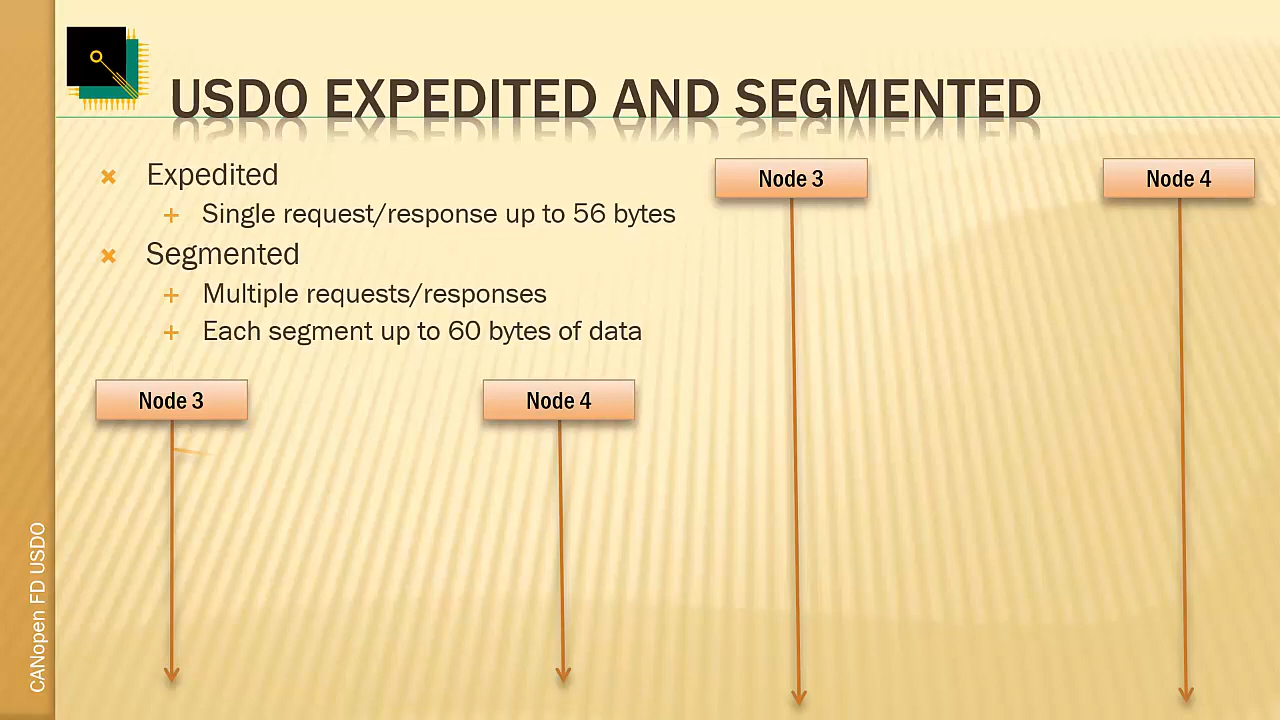 USDO EXPEDITED AND SEGMENTED
Expedited
Single request/response up to 56 bytes
Segmented
Multiple requests/responses
Each segment up to 60 bytes of data
Node 3
Node 4
Node 3
Node 4
CANopen FD USDO